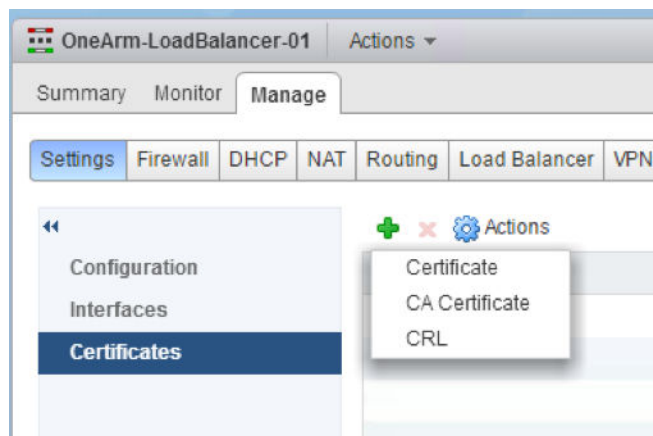 OneArm-LoadBalancer-01 Actions
Summary Monitor Manage
Settings Firewall DHCP NAT Routing Load Balancer VPN
Actions
Configuration
Interfaces
Certificates
Certificate
CA Certificate
CRL